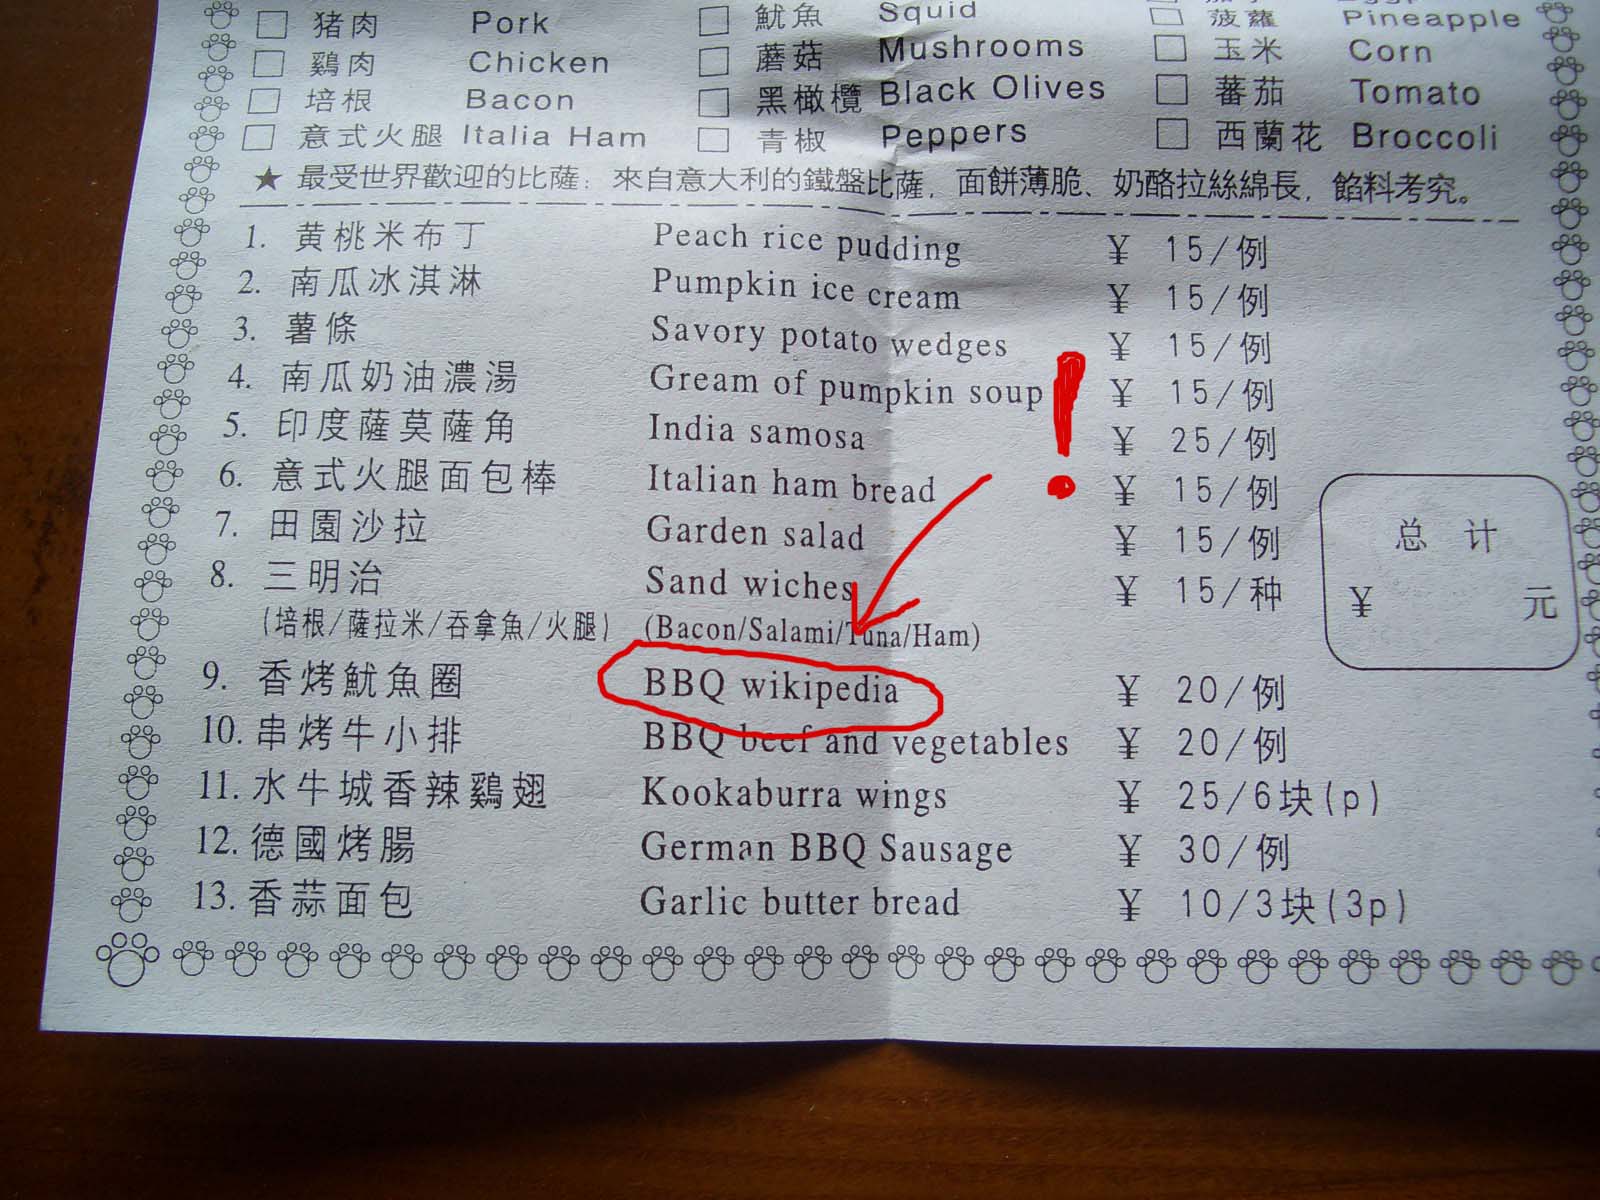 □ 猪肉 Pork □ 魷魚 Squid □ 菠蘿 Pineapple
□ 鷄肉 Chicken □ 蘑菇 Mushrooms □ 玉米 Corn
□ 培根 Bacon □ 黑橄欖 Black Olives □ 蕃茄 Tomato
□ 意式火腿 Italia Ham □ 青椒 Peppers □ 西蘭花 Broccoli
★ 最受世界歡迎的比薩：來自意大利的鐵盤比薩，面餅薄脆、奶酪拉絲綿長，餡料考究。
1. 黄桃米布丁 Peach rice pudding ¥ 15/例
2. 南瓜冰淇淋 Pumpkin ice cream ¥ 15/例
3. 薯條 Savory potato wedges ¥ 15/例
4. 南瓜奶油濃湯 Gream of pumpkin soup ¥ 15/例
5. 印度薩莫薩角 India samosa ¥ 25/例
6. 意式火腿面包棒 Italian ham bread ¥ 15/例
7. 田園沙拉 Garden salad ¥ 15/例
8. 三明治 Sand wiches ¥ 15/种
(培根/薩拉米/吞拿魚/火腿) (Bacon/Salami/Tuna/Ham)
9. 香烤魷魚圈 BBQ wikipedia ¥ 20/例
10. 串烤牛小排 BBQ beef and vegetables ¥ 20/例
11. 水牛城香辣鷄翅 Kookaburra wings ¥ 25/6块(p)
12. 德國烤腸 German BBQ Sausage ¥ 30/例
13. 香蒜面包 Garlic butter bread ¥ 10/3块(3p)
总 计
¥ 元
!